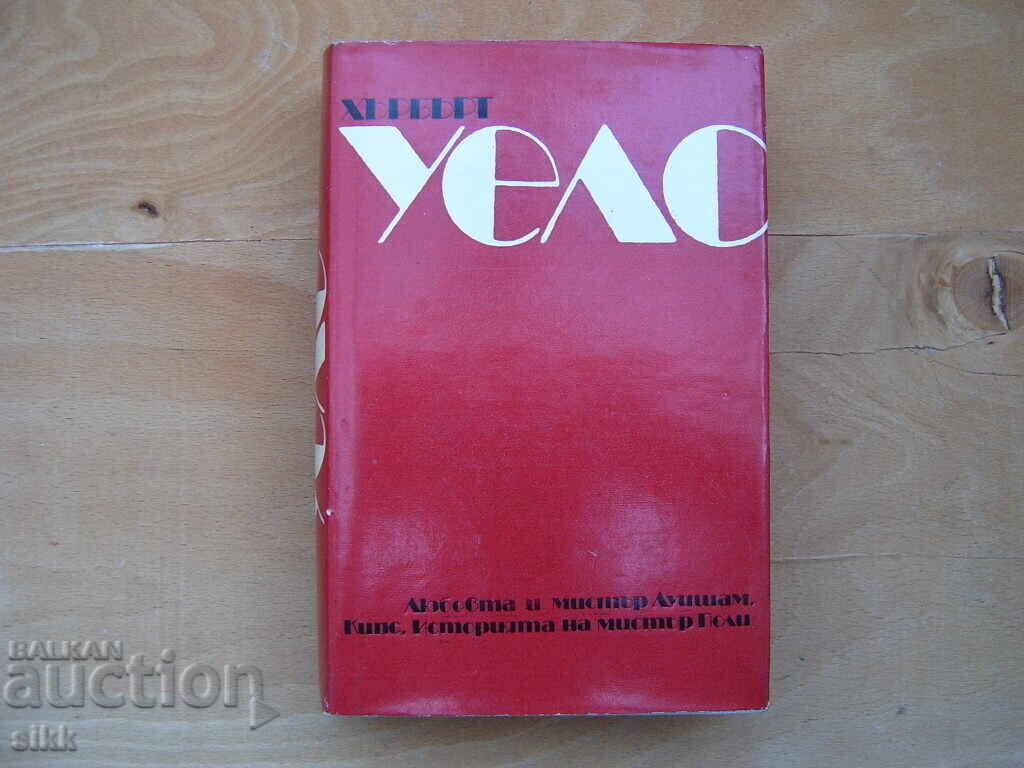 ХЪРБЪРТ
УЕЛС
Любовта и мистър Луишам.
Кипс. Историята на мистър Поли
BALKAN
auction
sikk